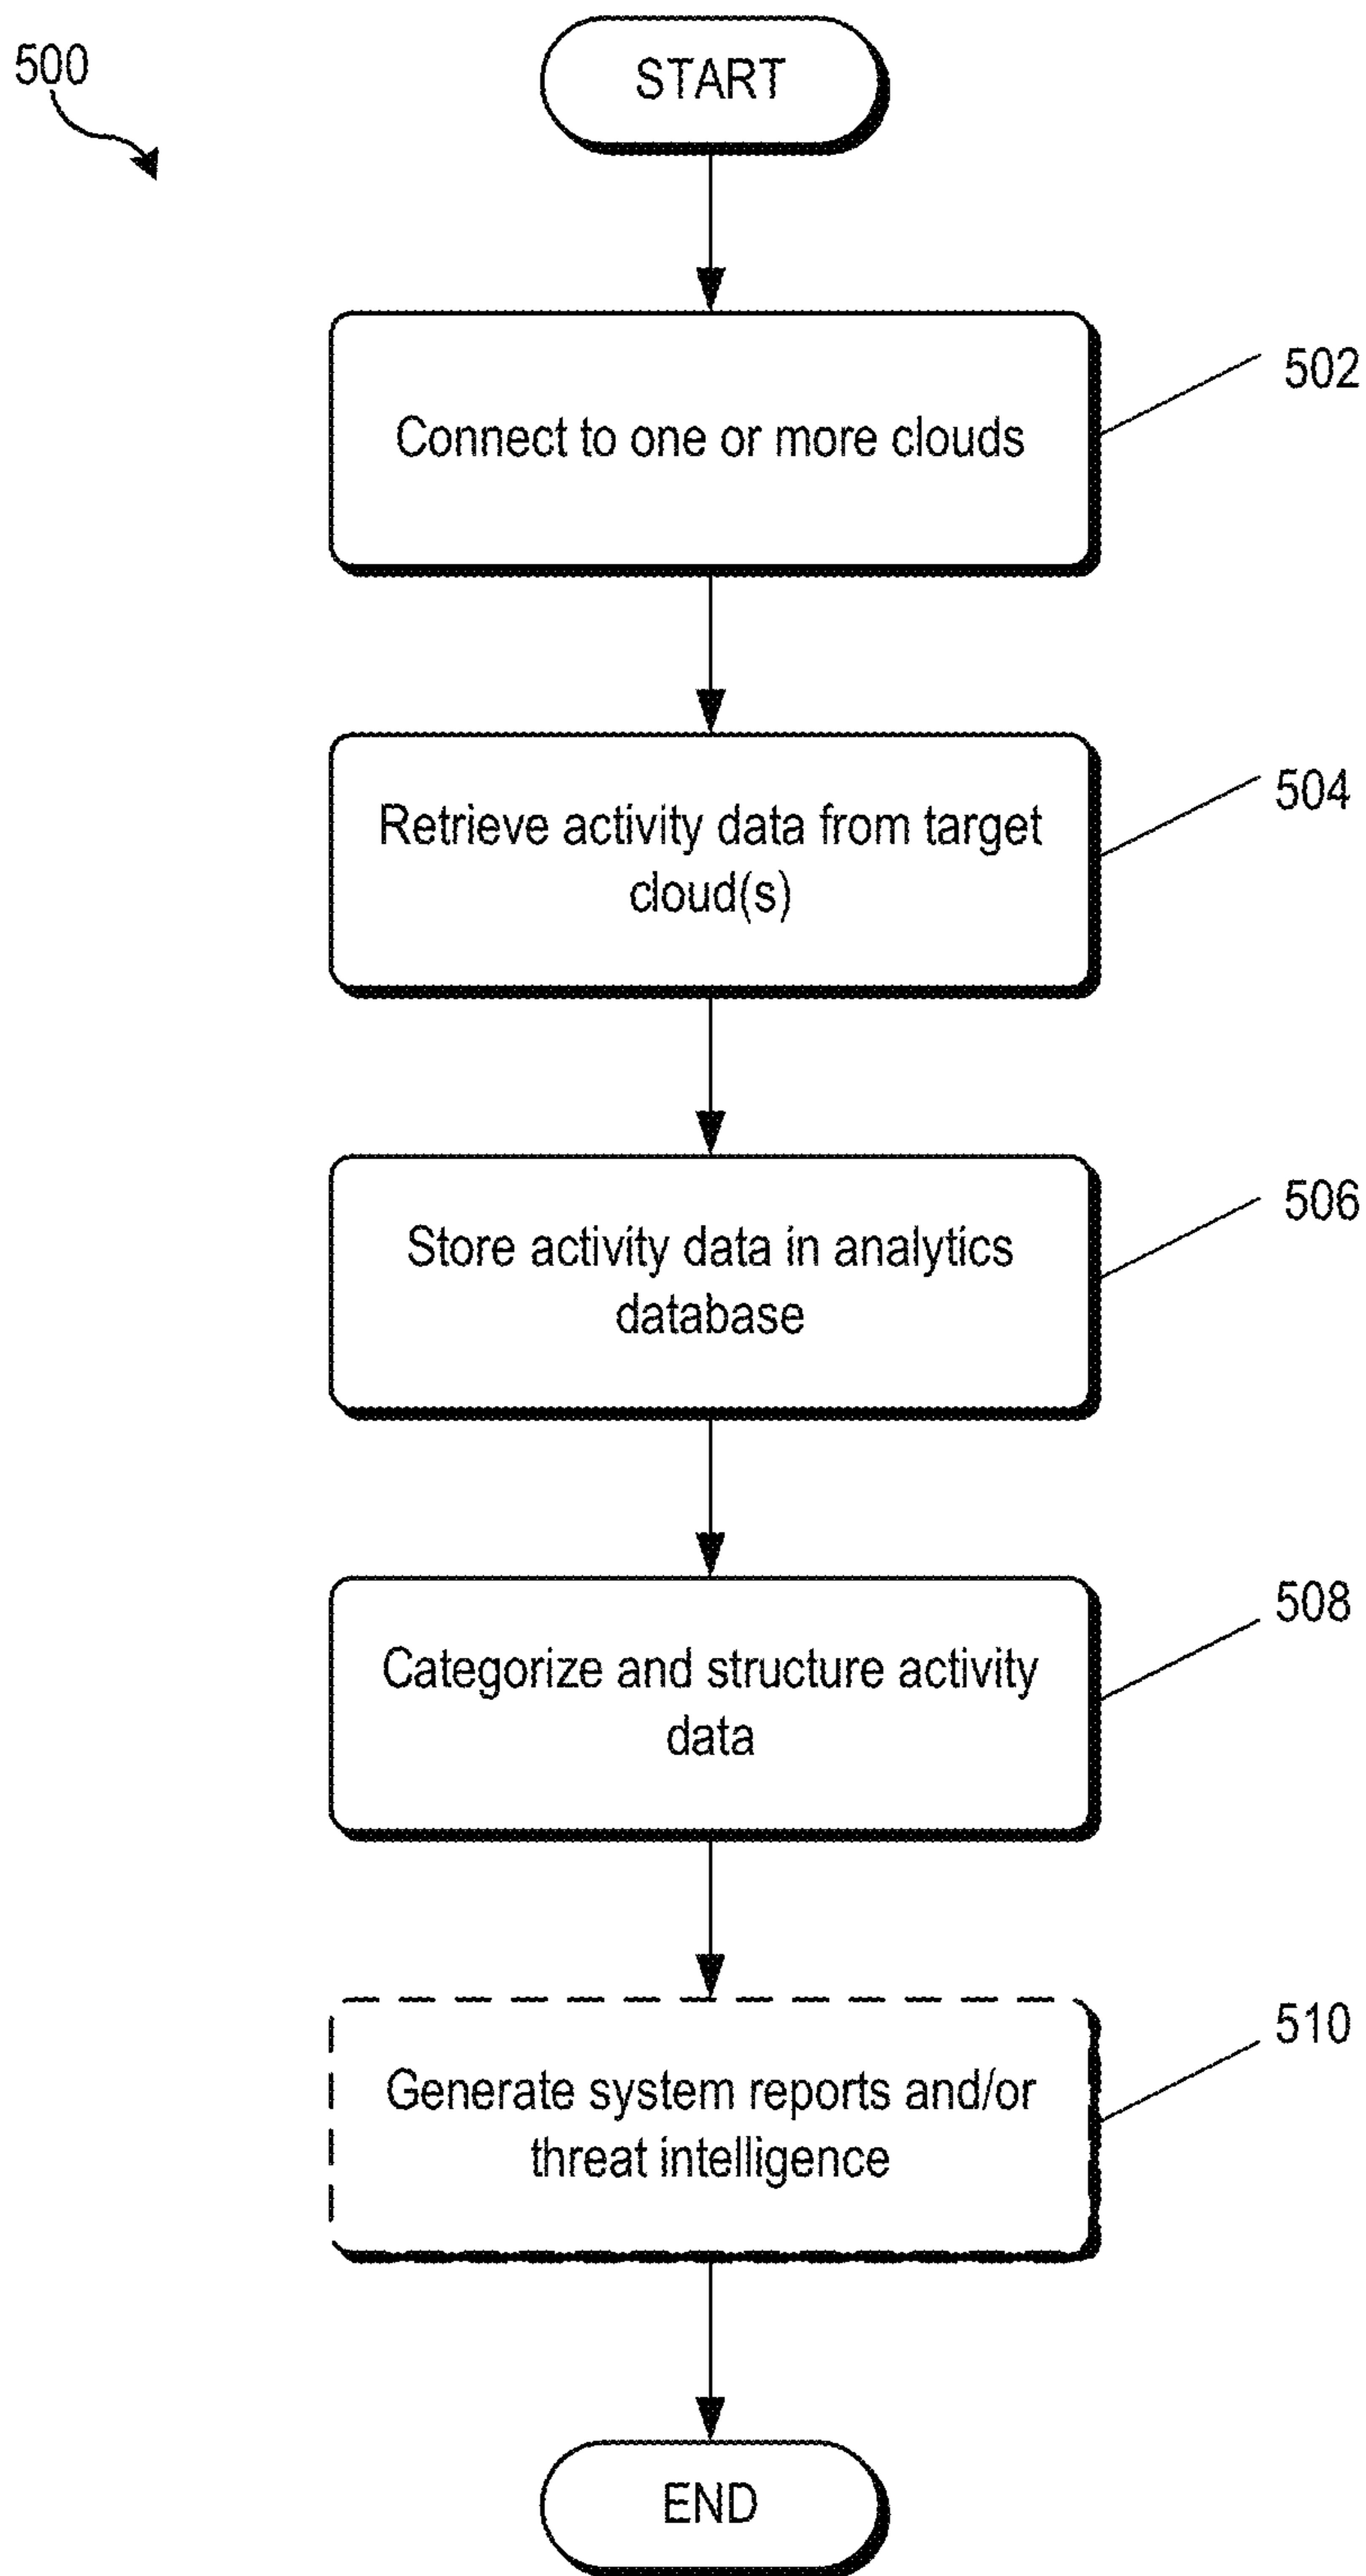 500
START
Connect to one or more clouds
502
Retrieve activity data from target
cloud(s)
504
Store activity data in analytics
database
506
Categorize and structure activity
data
508
Generate system reports and/or
threat intelligence
510
END